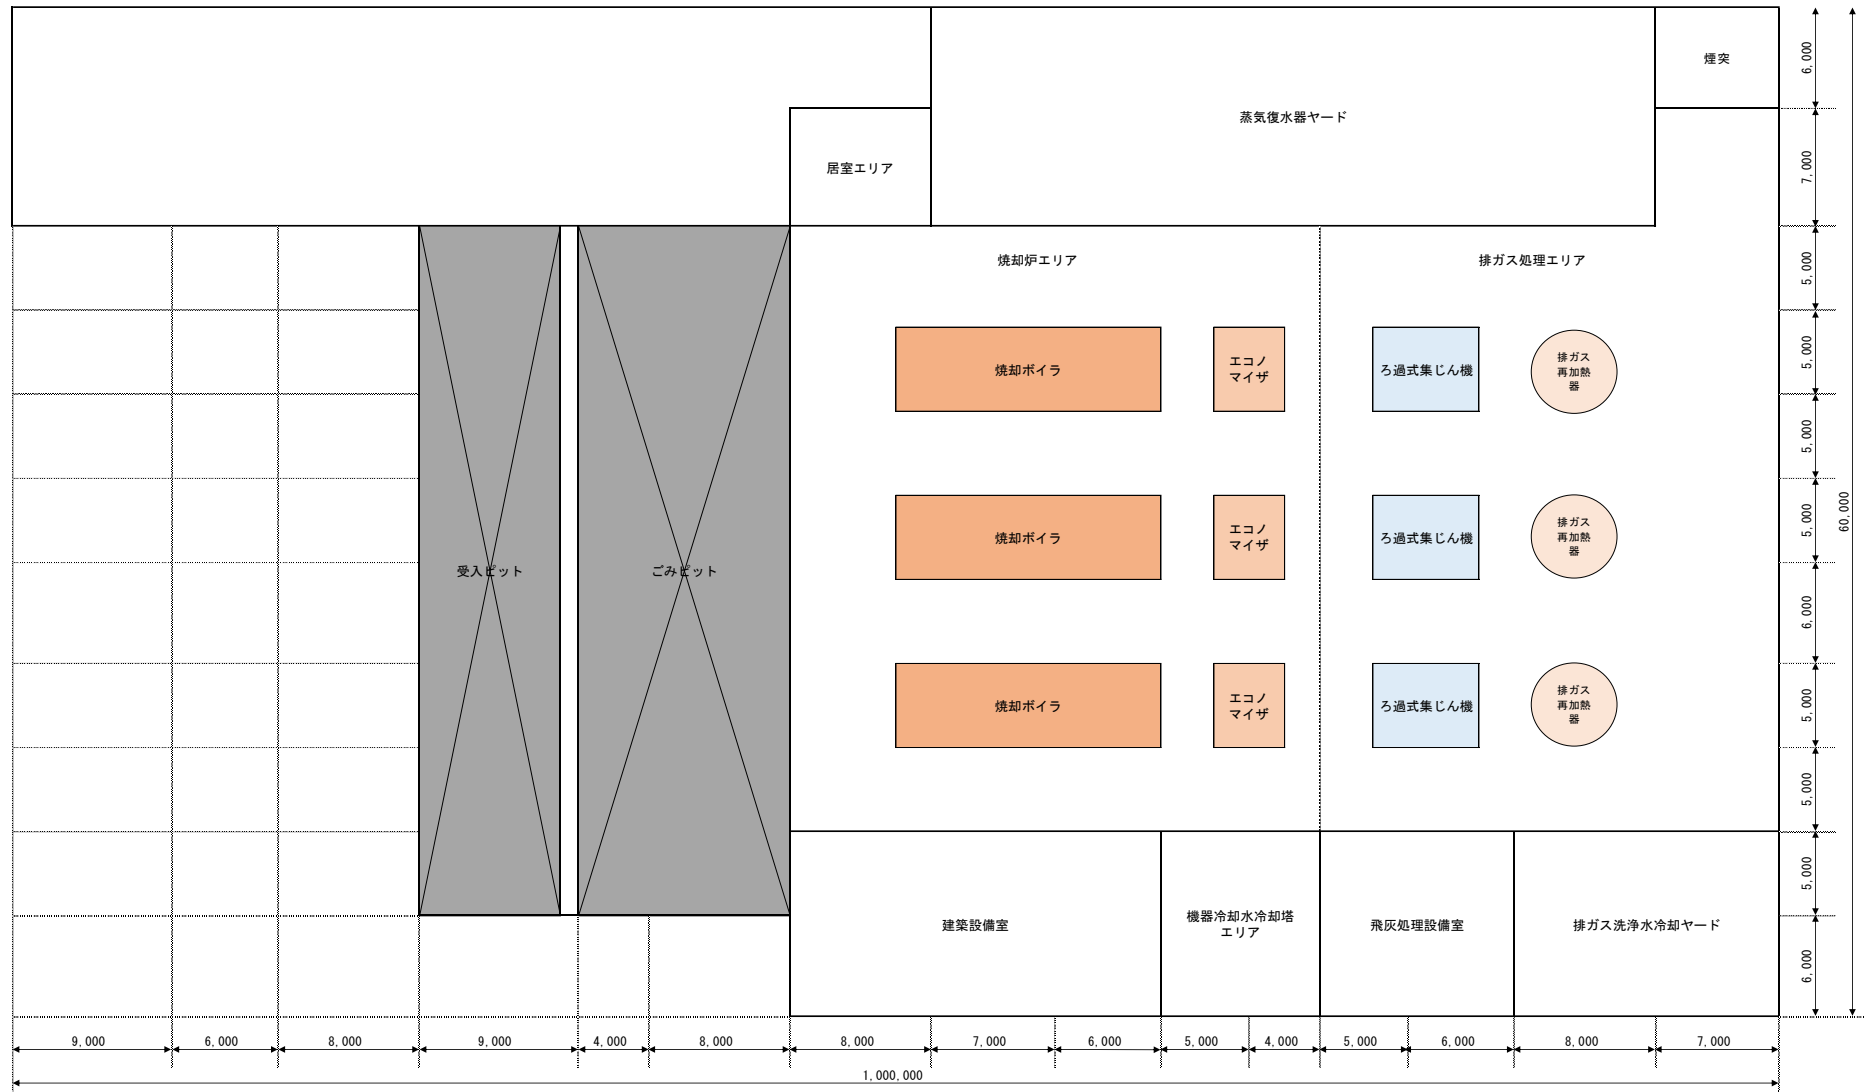 煙突
蒸気復水器ヤード
居室エリア
焼却炉エリア
排ガス処理エリア
焼却ボイラ
エコノ
マイザ
ろ過式集じん機
排ガス
再加熱
器
焼却ボイラ
エコノ
マイザ
ろ過式集じん機
排ガス
再加熱
器
受入ピット
ごみピット
焼却ボイラ
エコノ
マイザ
ろ過式集じん機
排ガス
再加熱
器
建築設備室
機器冷却水冷却塔
エリア
飛灰処理設備室
排ガス洗浄水冷却ヤード
6,000
7,000
5,000
5,000
5,000
5,000
6,000
5,000
5,000
5,000
6,000
60,000
9,000
6,000
8,000
9,000
4,000
8,000
8,000
7,000
6,000
5,000
4,000
5,000
6,000
8,000
7,000
1,000,000